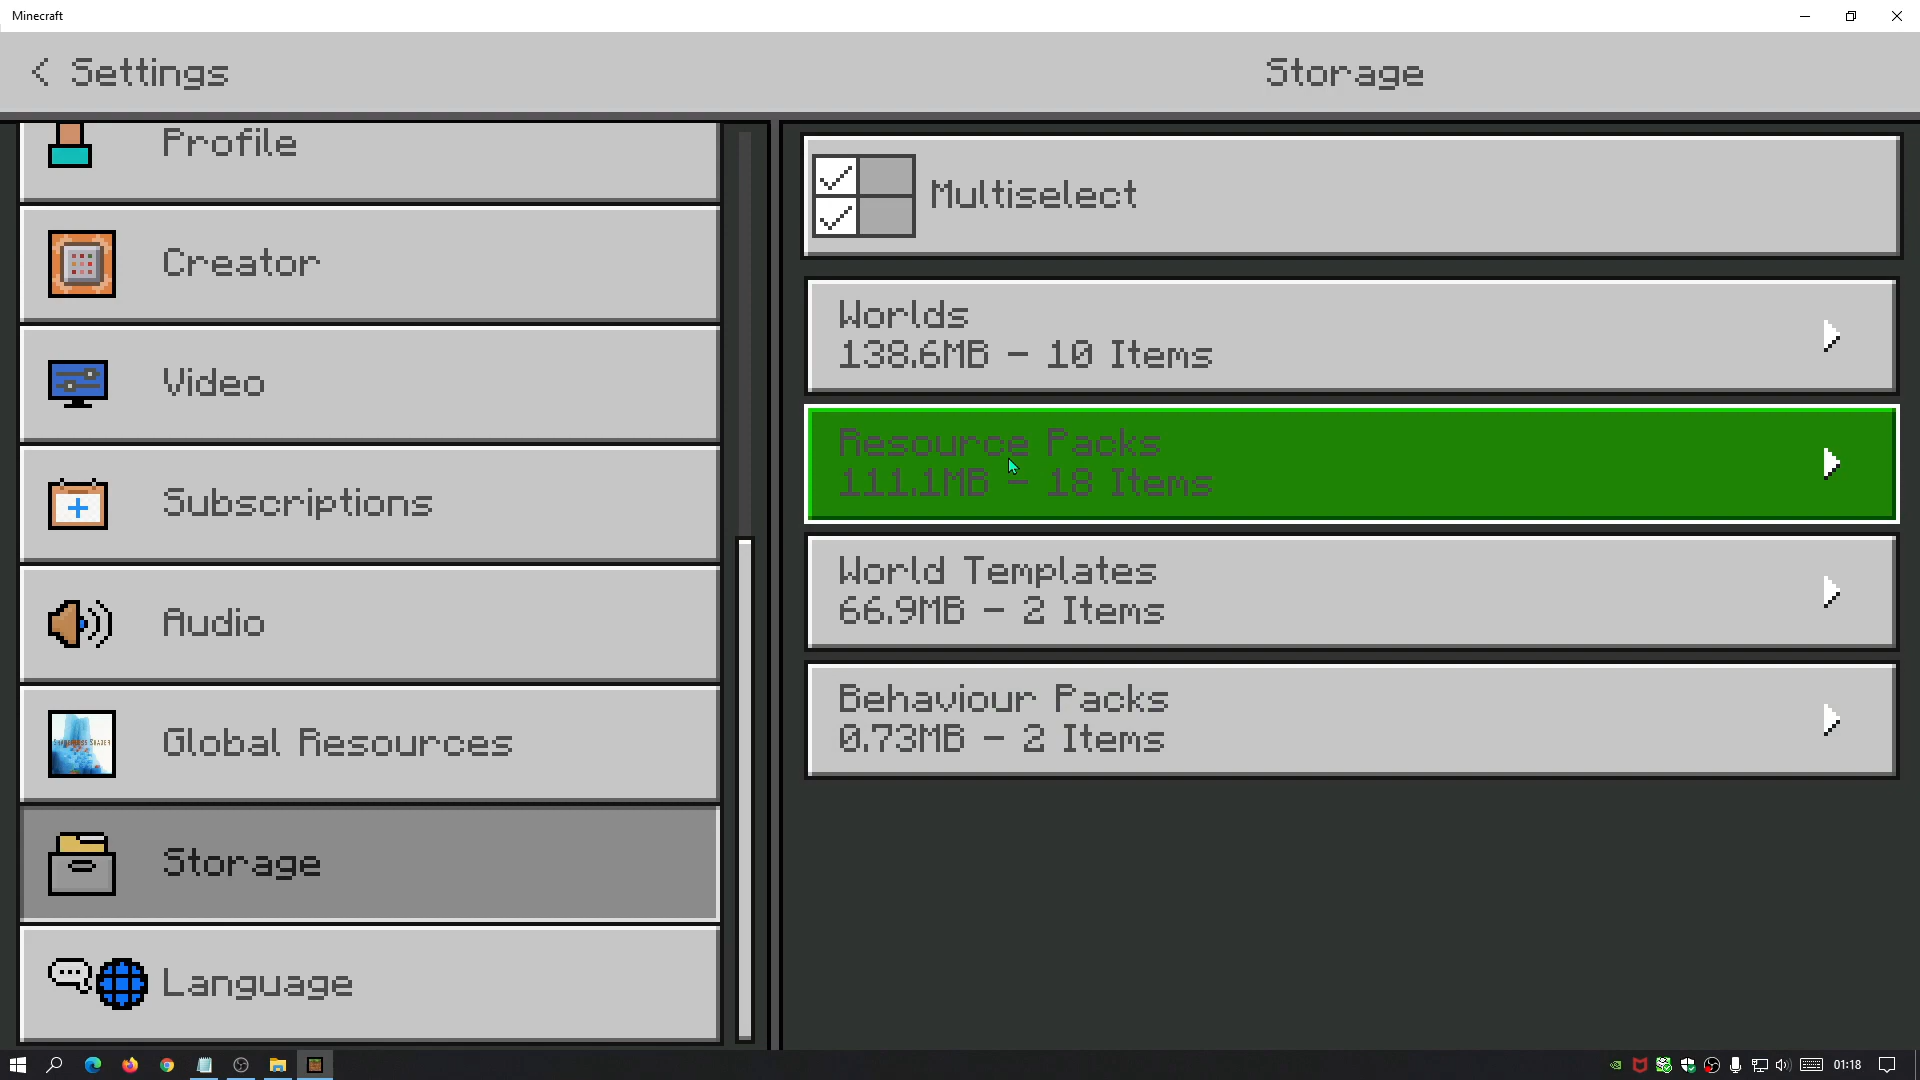 Minecraft
Settings
Storage
Profile
Creator
Video
Subscriptions
Audio
Global Resources
Storage
Language
Multiselect
Worlds
138.6MB - 10 Items
Resource Packs
111.1MB - 18 Items
World Templates
66.9MB - 2 Items
Behaviour Packs
0.73MB - 2 Items
01:18